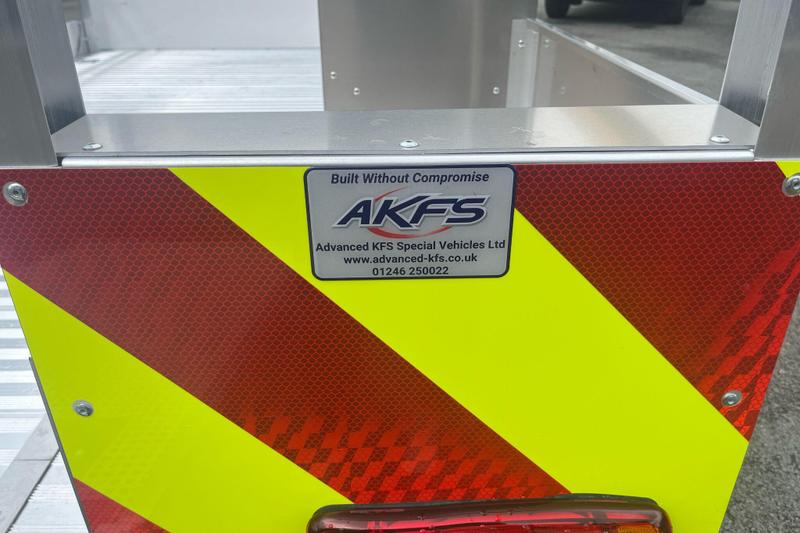 Built Without Compromise
AKFS
Advanced KFS Special Vehicles Ltd
www.advanced-kfs.co.uk
01246 250022